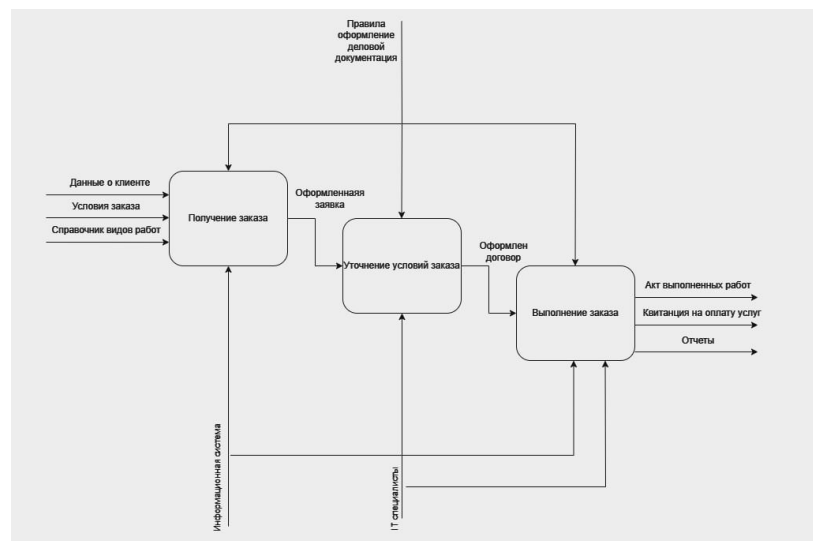 Правила
оформление
деловой
документация
Данные о клиенте
Условия заказа
Справочник видов работ
Получение заказа
Оформленнаяя
заявка
Уточнение условий заказа
Оформлен
договор
Выполнение заказа
Акт выполненных работ
Квитанция на оплату услуг
Отчеты
Информационная система
IT специалисты